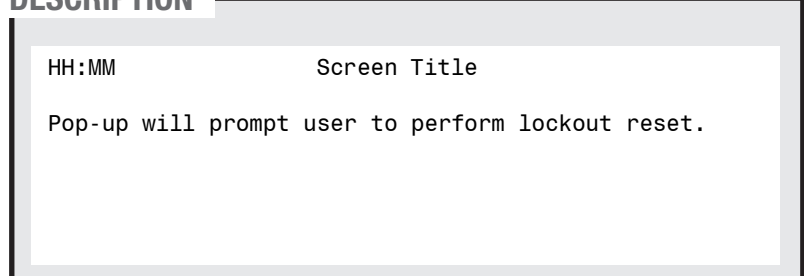 DESCRIPTION
HH:MM Screen Title
Pop-up will prompt user to perform lockout reset.